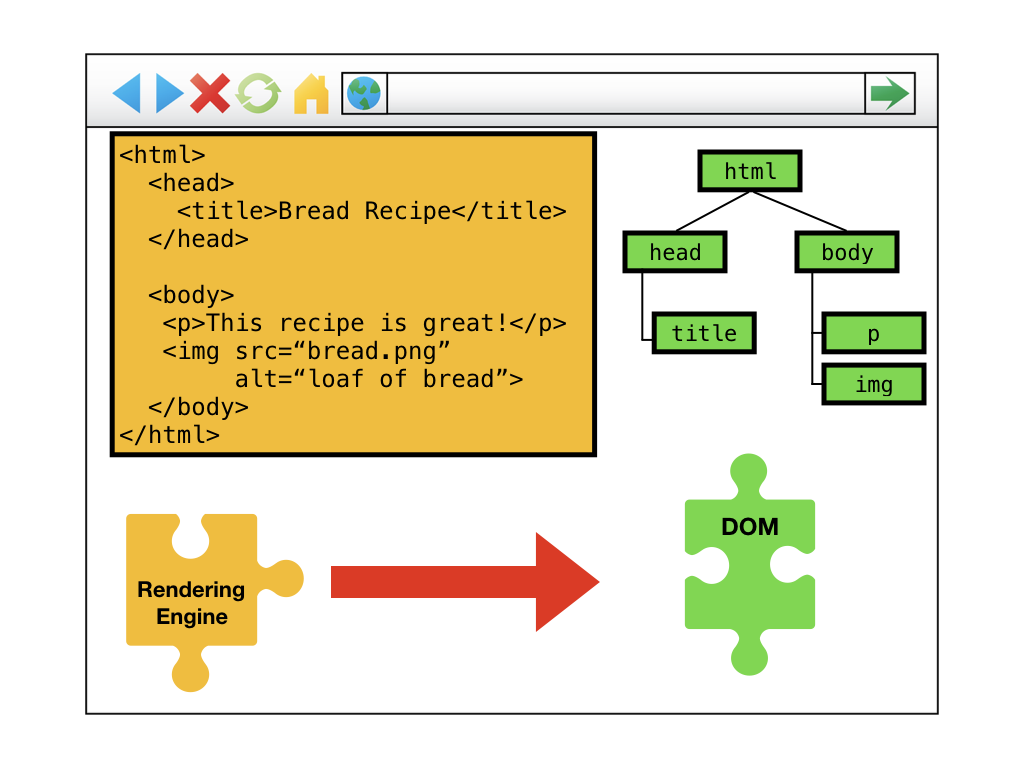 <html>
  <head>
    <title>Bread Recipe</title>
  </head>
  <body>
   <p>This recipe is great!</p>
   <img src=“bread.png”
        alt=“loaf of bread”>
  </body>
</html>
html
head
body
title
p
img
Rendering
Engine
DOM